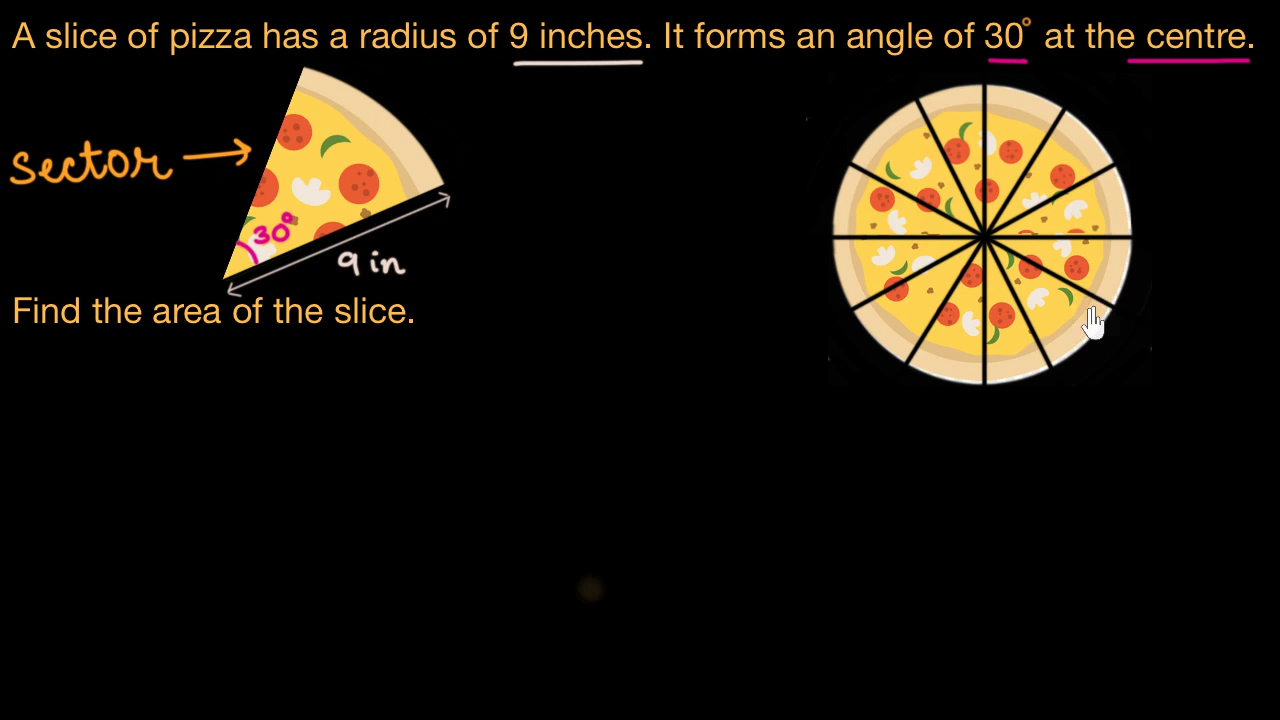 A slice of pizza has a radius of 9 inches. It forms an angle of 30° at the centre.
sector →
30°
9 in
Find the area of the slice.